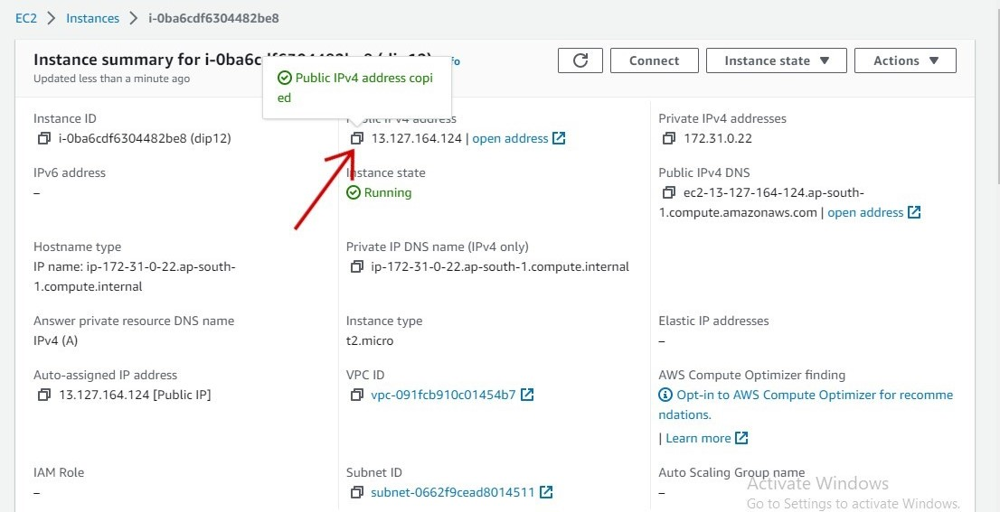 EC2 > Instances > i-0ba6cdf6304482be8
Instance summary for i-0ba6cdf6304482be8 (dip12)
Connect
Instance state
Actions
Updated less than a minute ago
Public IPv4 address copi
ed
Instance ID
i-0ba6cdf6304482be8 (dip12)
Public IPv4 address
13.127.164.124 | open address
Private IPv4 addresses
172.31.0.22
IPv6 address
–
Instance state
Running
Public IPv4 DNS
ec2-13-127-164-124.ap-south-
1.compute.amazonaws.com | open address
Hostname type
IP name: ip-172-31-0-22.ap-south-
1.compute.internal
Private IP DNS name (IPv4 only)
ip-172-31-0-22.ap-south-1.compute.internal
Answer private resource DNS name
IPv4 (A)
Instance type
t2.micro
Elastic IP addresses
–
Auto-assigned IP address
13.127.164.124 [Public IP]
VPC ID
vpc-091fcb910c01454b7
AWS Compute Optimizer finding
Opt-in to AWS Compute Optimizer for recomme
ndations.
| Learn more
IAM Role
–
Subnet ID
subnet-0662f9cead8014511
Auto Scaling Group name
–
Activate Windows
Go to Settings to activate Windows.